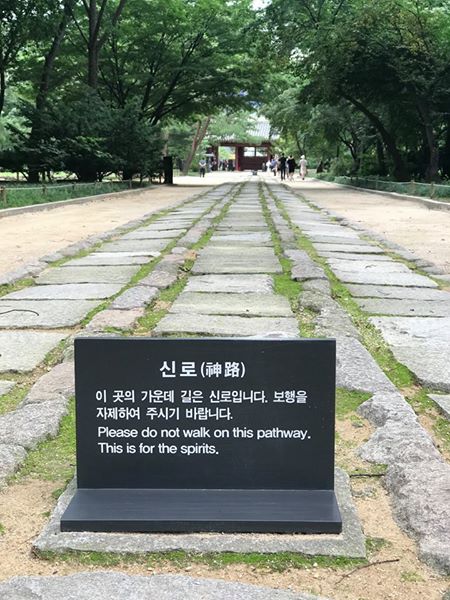 신로(神路)
이 곳의 가운데 길은 신로입니다. 보행을
자제하여 주시기 바랍니다.
Please do not walk on this pathway.
This is for the spirits.